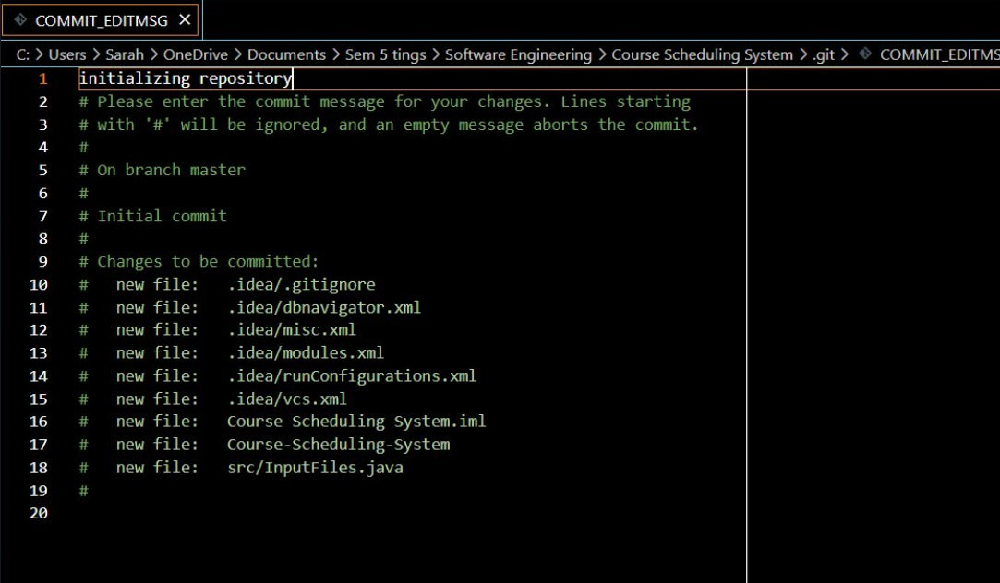 COMMIT_EDITMSG ×
C: > Users > Sarah > OneDrive > Documents > Sem 5 tings > Software Engineering > Course Scheduling System > .git > COMMIT_EDITMS
1 initializing repository
2 # Please enter the commit message for your changes. Lines starting
3 # with '#' will be ignored, and an empty message aborts the commit.
4 #
5 # On branch master
6 #
7 # Initial commit
8 #
9 # Changes to be committed:
10 #   new file:   .idea/.gitignore
11 #   new file:   .idea/dbnavigator.xml
12 #   new file:   .idea/misc.xml
13 #   new file:   .idea/modules.xml
14 #   new file:   .idea/runConfigurations.xml
15 #   new file:   .idea/vcs.xml
16 #   new file:   Course Scheduling System.iml
17 #   new file:   Course-Scheduling-System
18 #   new file:   src/InputFiles.java
19 #
20